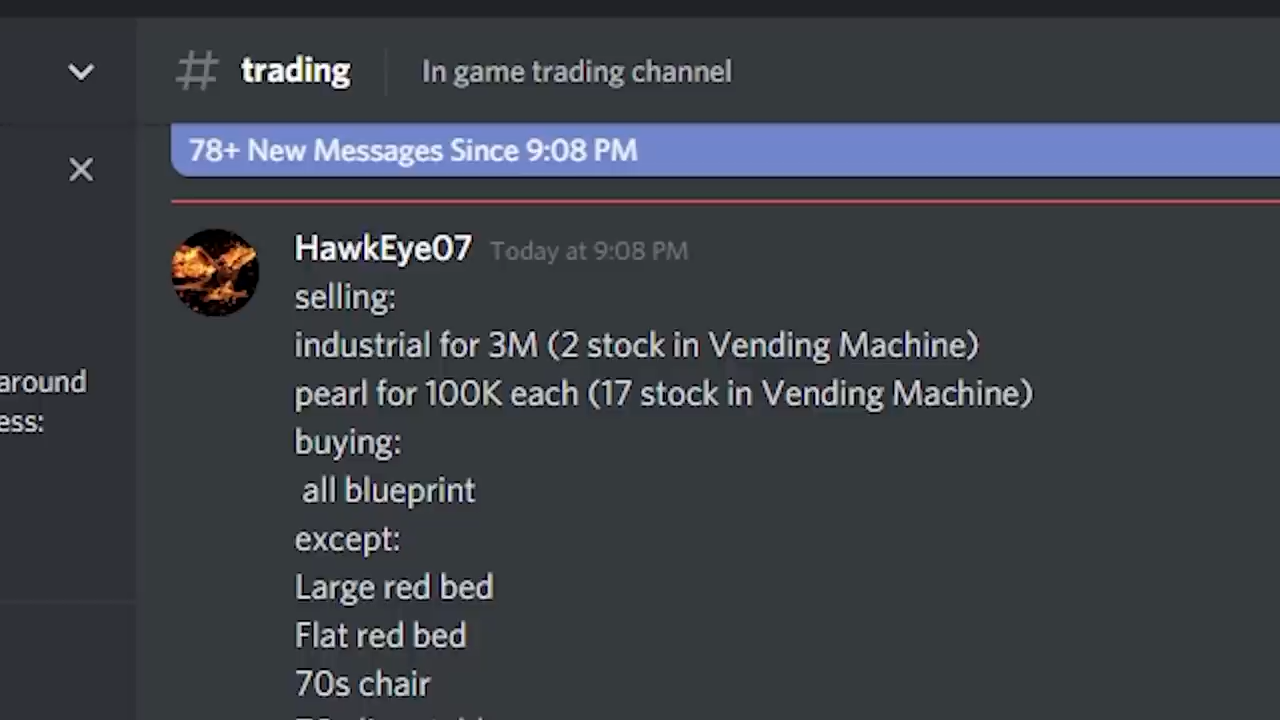 # trading
In game trading channel
78+ New Messages Since 9:08 PM
HawkEye07 Today at 9:08 PM
selling:
industrial for 3M (2 stock in Vending Machine)
pearl for 100K each (17 stock in Vending Machine)
buying:
all blueprint
except:
Large red bed
Flat red bed
70s chair
around
ess: